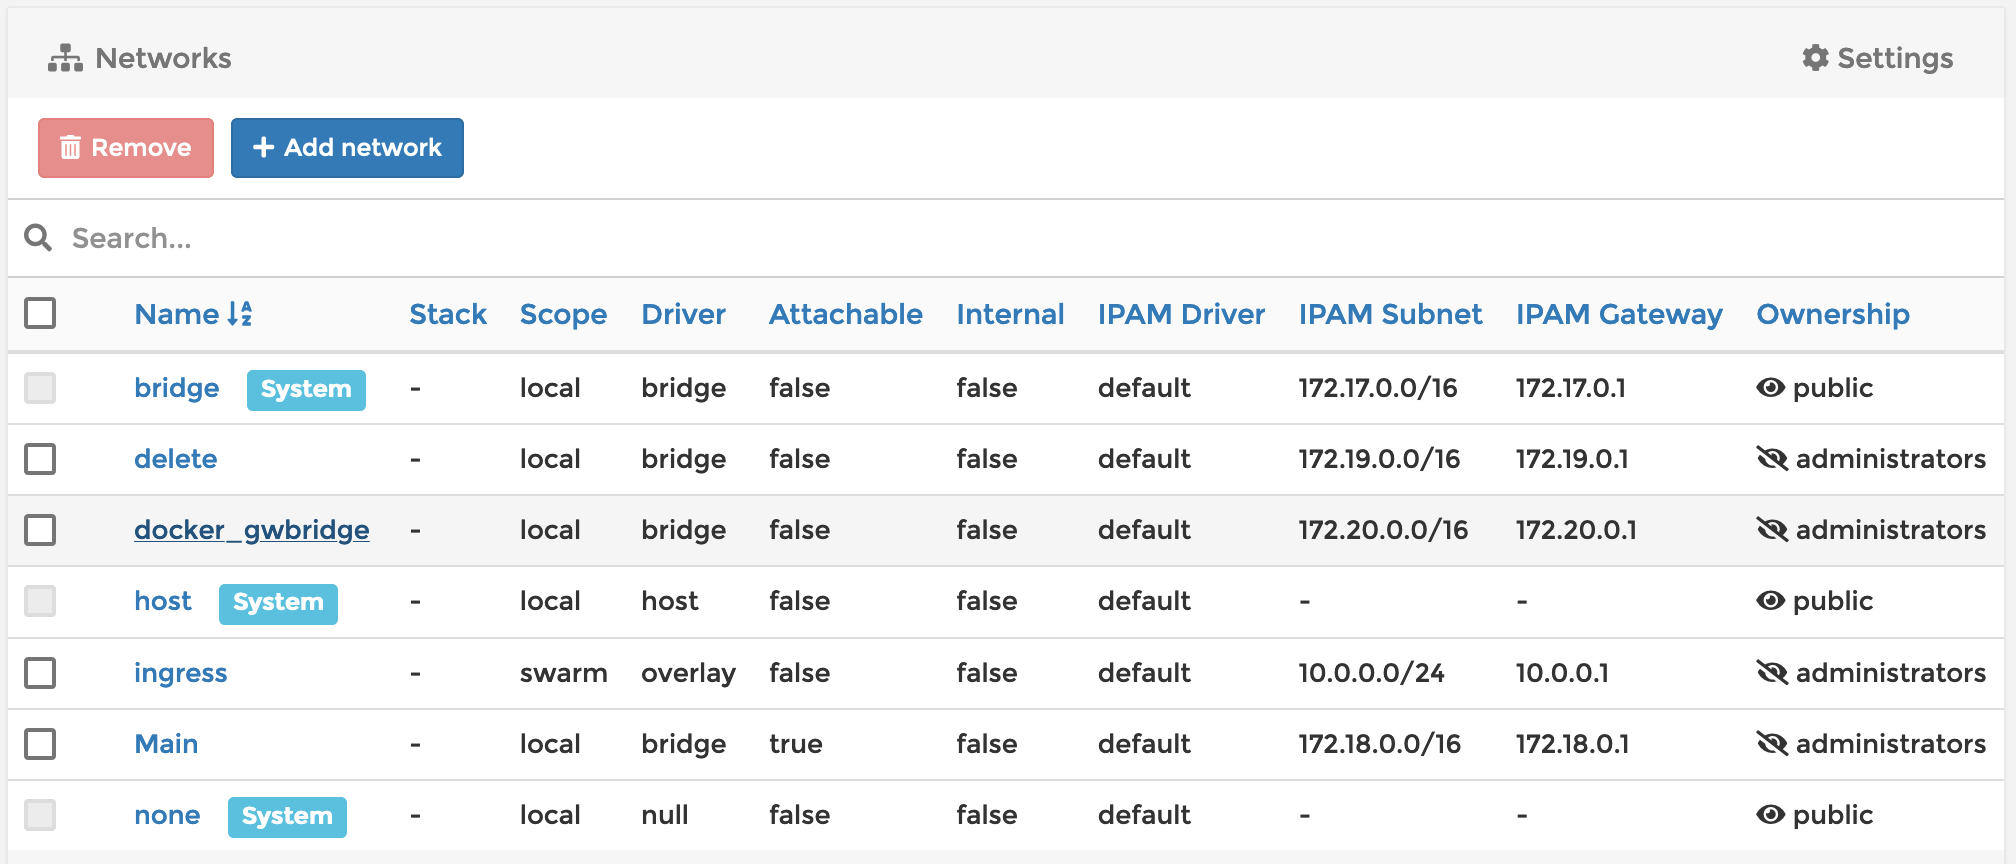 Networks Settings
Remove Add network
Search...
Name Stack Scope Driver Attachable Internal IPAM Driver IPAM Subnet IPAM Gateway Ownership
bridge System - local bridge false false default 172.17.0.0/16 172.17.0.1 public
delete - local bridge false false default 172.19.0.0/16 172.19.0.1 administrators
docker_gwbridge - local bridge false false default 172.20.0.0/16 172.20.0.1 administrators
host System - local host false false default - - public
ingress - swarm overlay false false default 10.0.0.0/24 10.0.0.1 administrators
Main - local bridge true false default 172.18.0.0/16 172.18.0.1 administrators
none System - local null false false default - - public